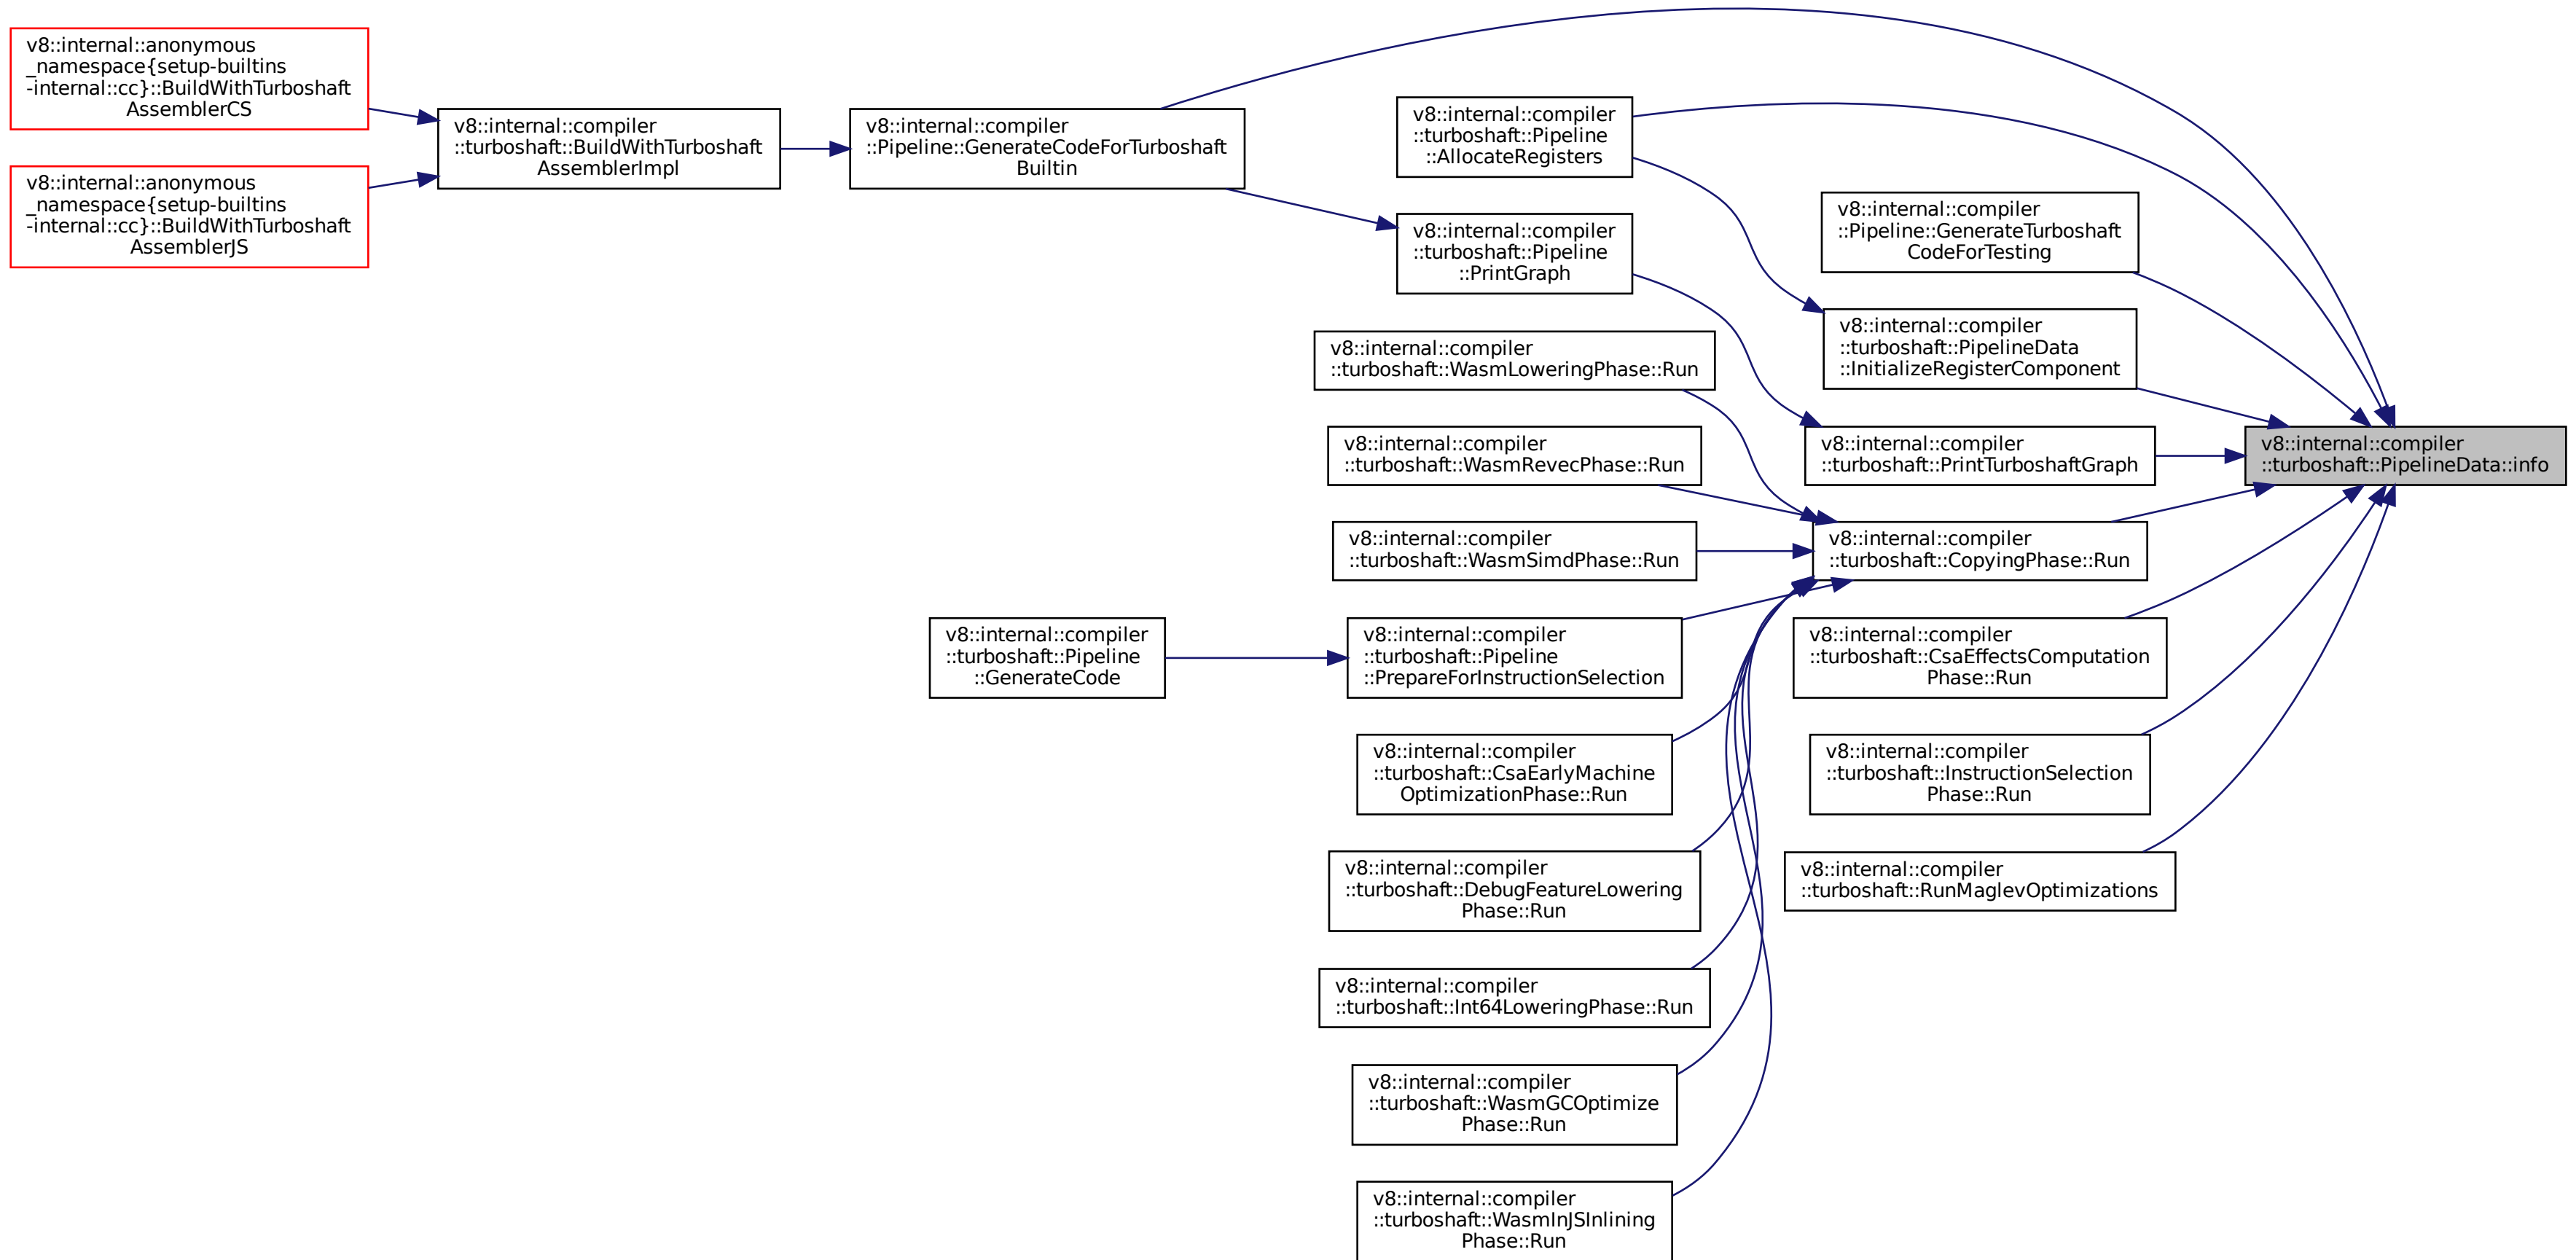 v8::internal::anonymous
_namespace{setup-builtins
-internal::cc}::BuildWithTurboshaft
AssemblerCS
v8::internal::anonymous
_namespace{setup-builtins
-internal::cc}::BuildWithTurboshaft
AssemblerJS
v8::internal::compiler
::turboshaft::BuildWithTurboshaft
AssemblerImpl
v8::internal::compiler
::Pipeline::GenerateCodeForTurboshaft
Builtin
v8::internal::compiler
::turboshaft::Pipeline
::AllocateRegisters
v8::internal::compiler
::turboshaft::Pipeline
::PrintGraph
v8::internal::compiler
::Pipeline::GenerateTurboshaft
CodeForTesting
v8::internal::compiler
::turboshaft::PipelineData
::InitializeRegisterComponent
v8::internal::compiler
::turboshaft::WasmLoweringPhase::Run
v8::internal::compiler
::turboshaft::WasmRevecPhase::Run
v8::internal::compiler
::turboshaft::PrintTurboshaftGraph
v8::internal::compiler
::turboshaft::PipelineData::info
v8::internal::compiler
::turboshaft::WasmSimdPhase::Run
v8::internal::compiler
::turboshaft::CopyingPhase::Run
v8::internal::compiler
::turboshaft::Pipeline
::GenerateCode
v8::internal::compiler
::turboshaft::Pipeline
::PrepareForInstructionSelection
v8::internal::compiler
::turboshaft::CsaEffectsComputation
Phase::Run
v8::internal::compiler
::turboshaft::CsaEarlyMachine
OptimizationPhase::Run
v8::internal::compiler
::turboshaft::InstructionSelection
Phase::Run
v8::internal::compiler
::turboshaft::DebugFeatureLowering
Phase::Run
v8::internal::compiler
::turboshaft::RunMaglevOptimizations
v8::internal::compiler
::turboshaft::Int64LoweringPhase::Run
v8::internal::compiler
::turboshaft::WasmGCOptimize
Phase::Run
v8::internal::compiler
::turboshaft::WasmInJSInlining
Phase::Run